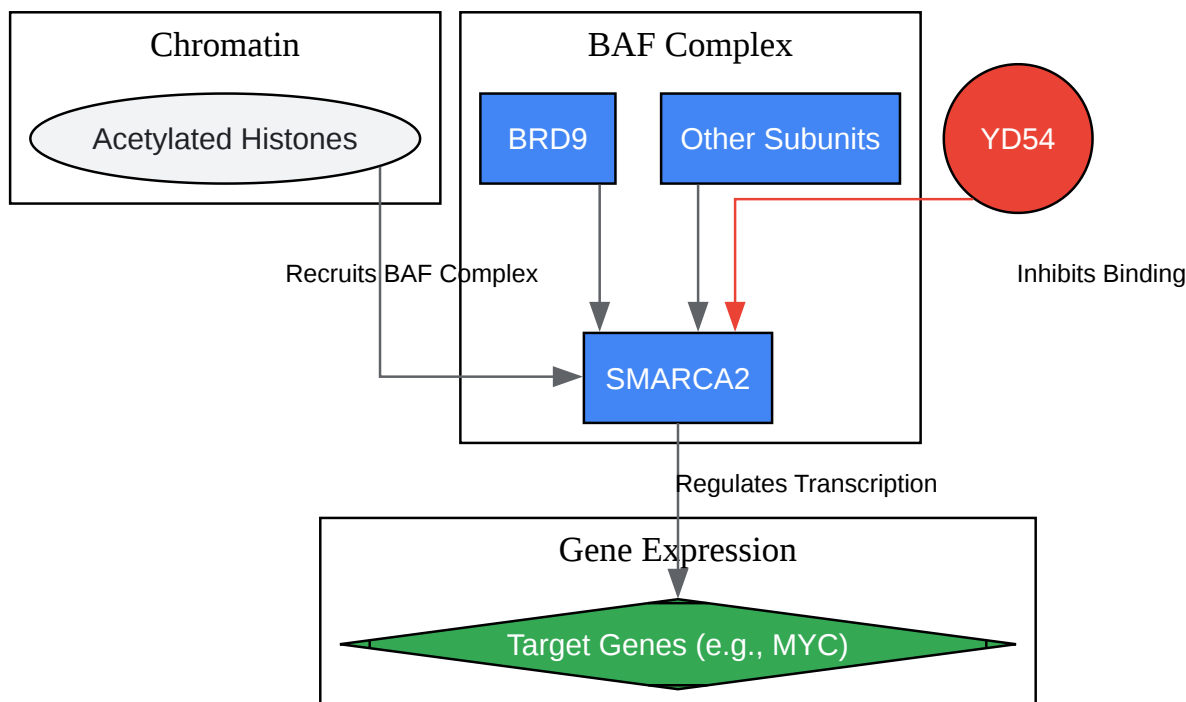 Chromatin
BAF Complex
Acetylated Histones
BRD9
Other Subunits
YD54
Recruits BAF Complex
Inhibits Binding
SMARCA2
Regulates Transcription
Gene Expression
Target Genes (e.g., MYC)